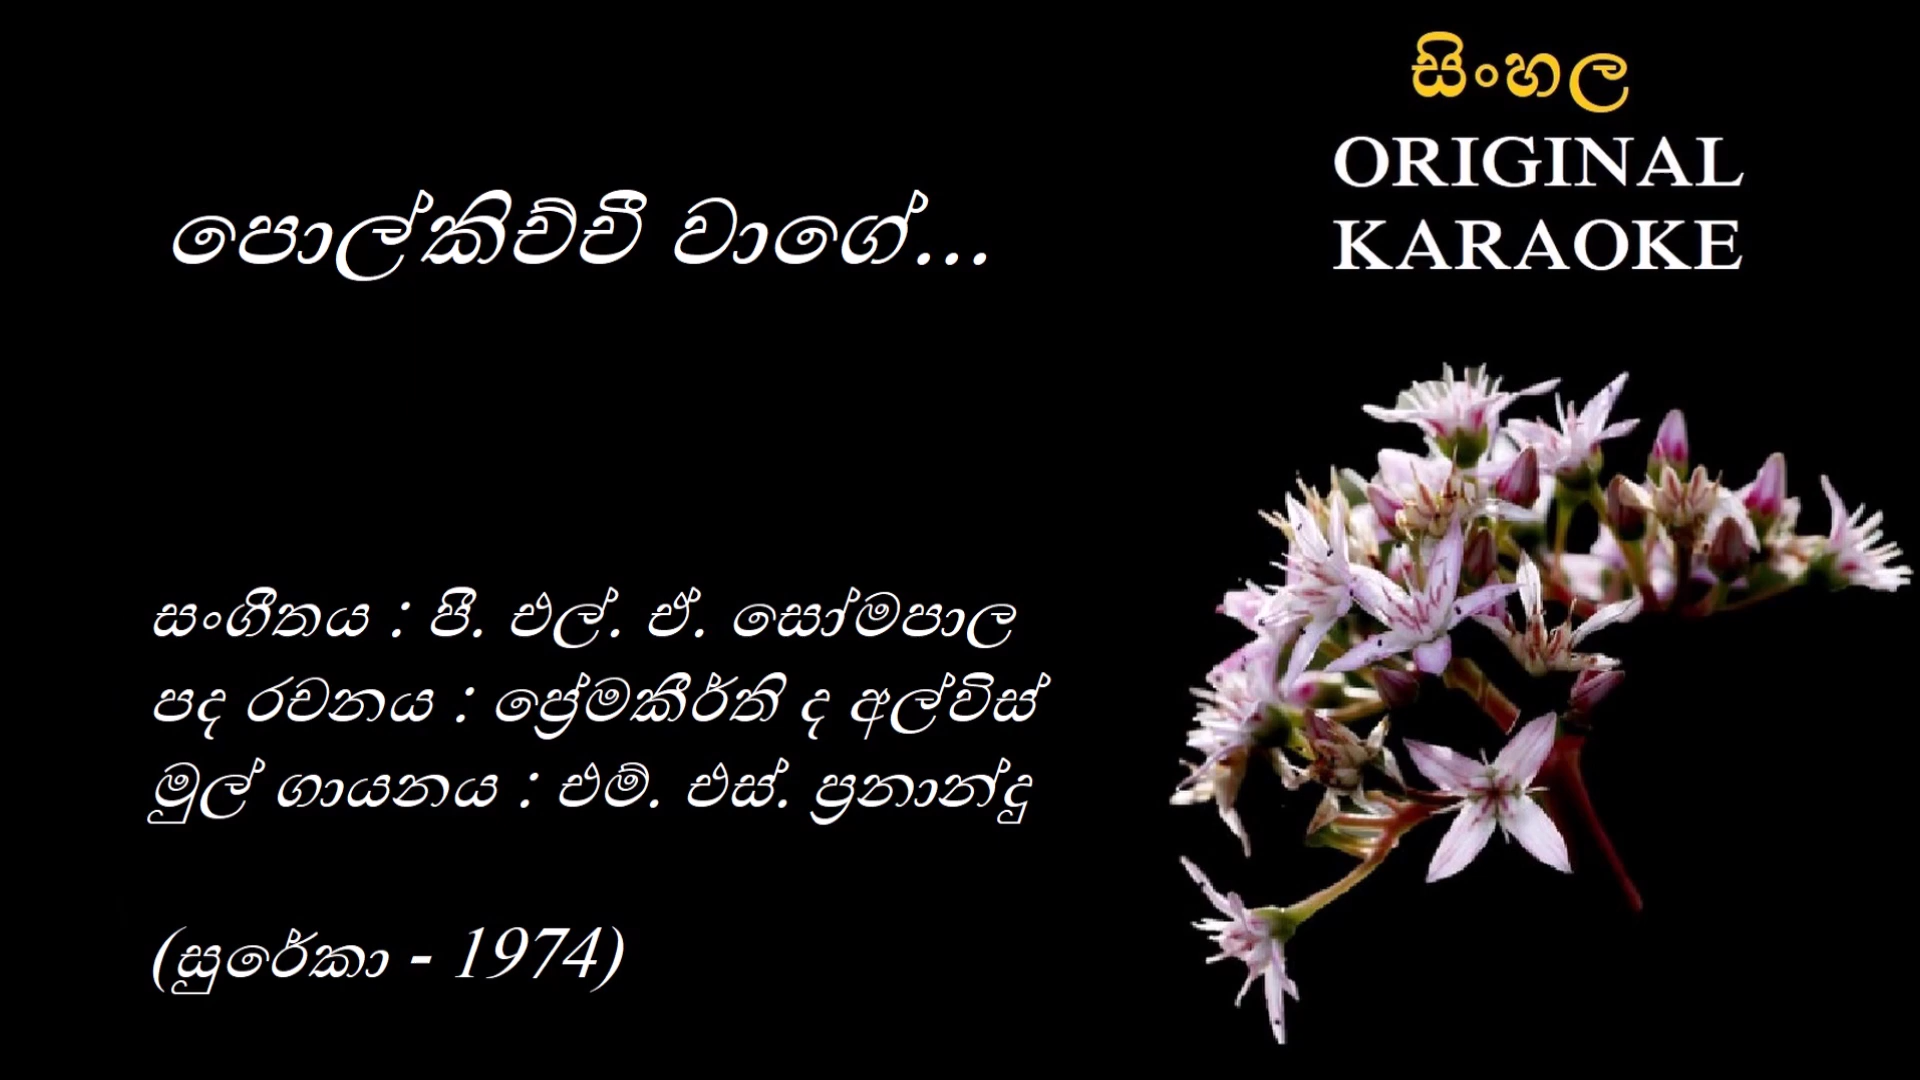 සිංහල
ORIGINAL
KARAOKE
පොල්කිච්චී වාගේ...
සංගීතය : පී. එල්. ඒ. සෝමපාල
පද රචනය : ප්‍රේමකීර්ති ද අල්විස්
මුල් ගායනය : එම්. එස්. ප්‍රනාන්දු
(සුරේකා - 1974)